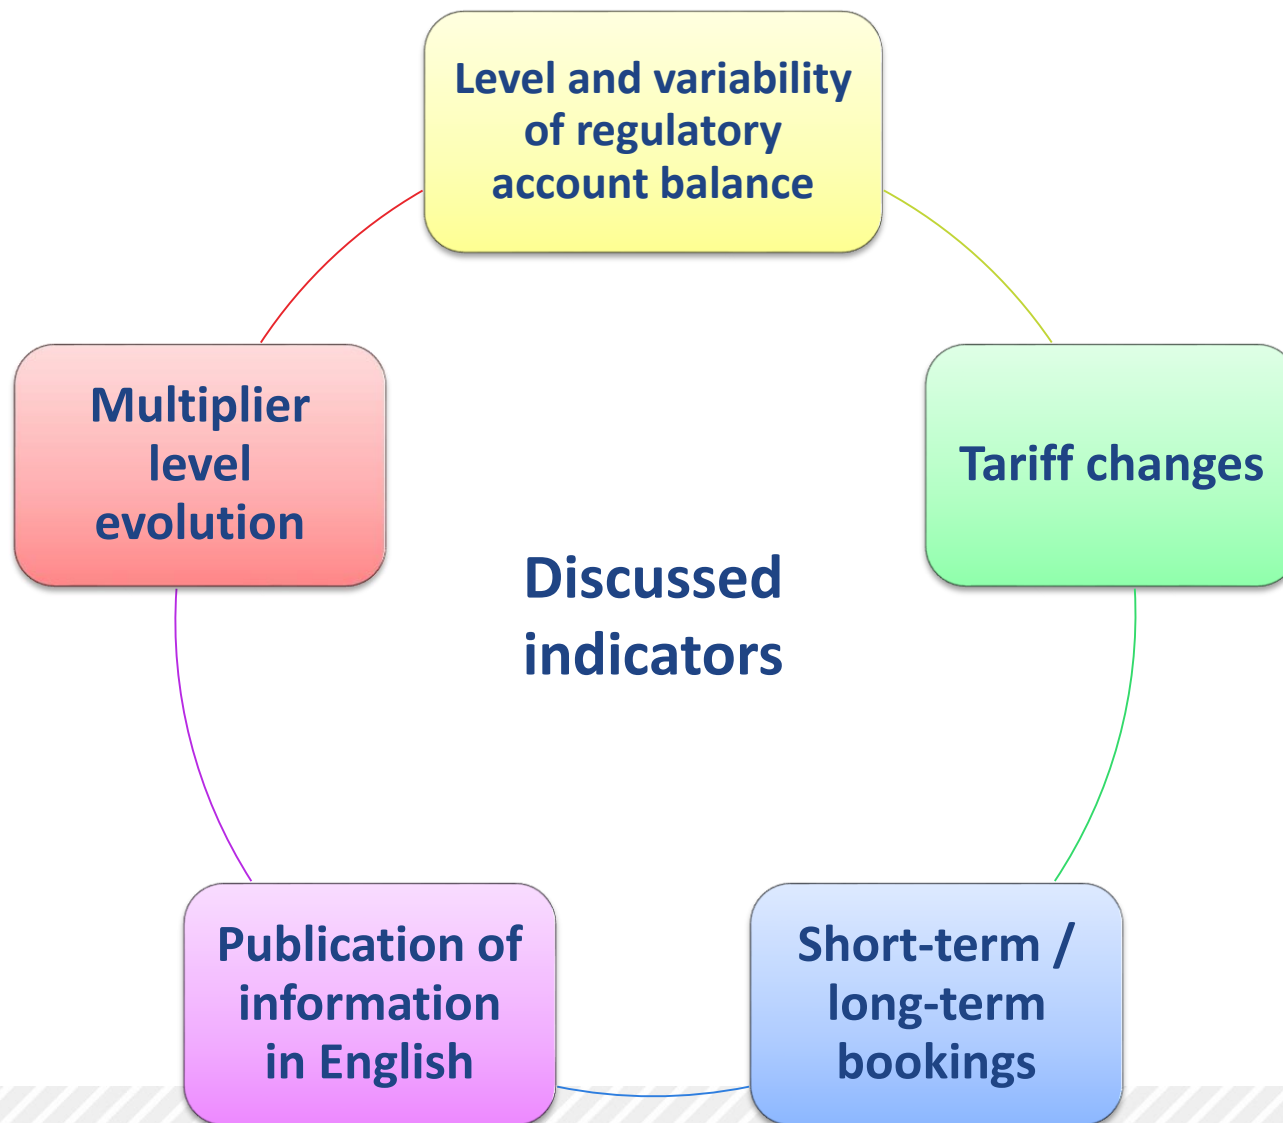 Level and variability
of regulatory
account balance
Multiplier
level
evolution
Tariff changes
Discussed
indicators
Publication of
information
in English
Short-term /
long-term
bookings